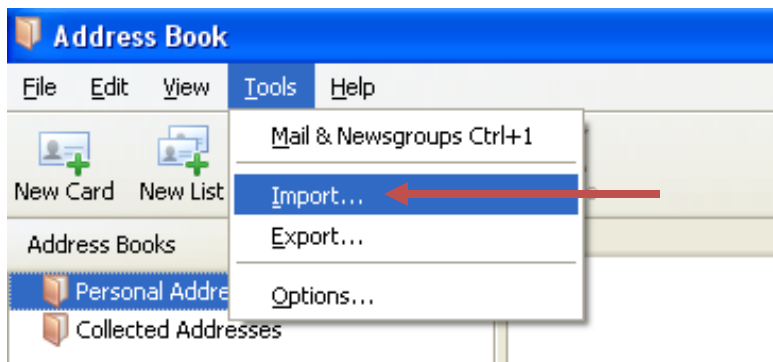 Address Book
File Edit View Tools Help
Mail & Newsgroups Ctrl+1
New Card New List
Import...
Export...
Address Books
Options...
Personal
Collected Addresses